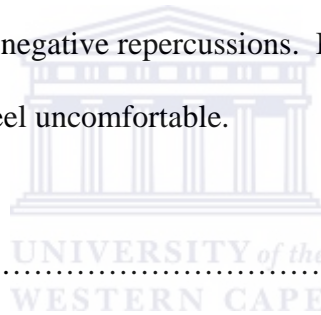 negative repercussions.
eel uncomfortable.
UNIVERSITY of the
WESTERN CAPE